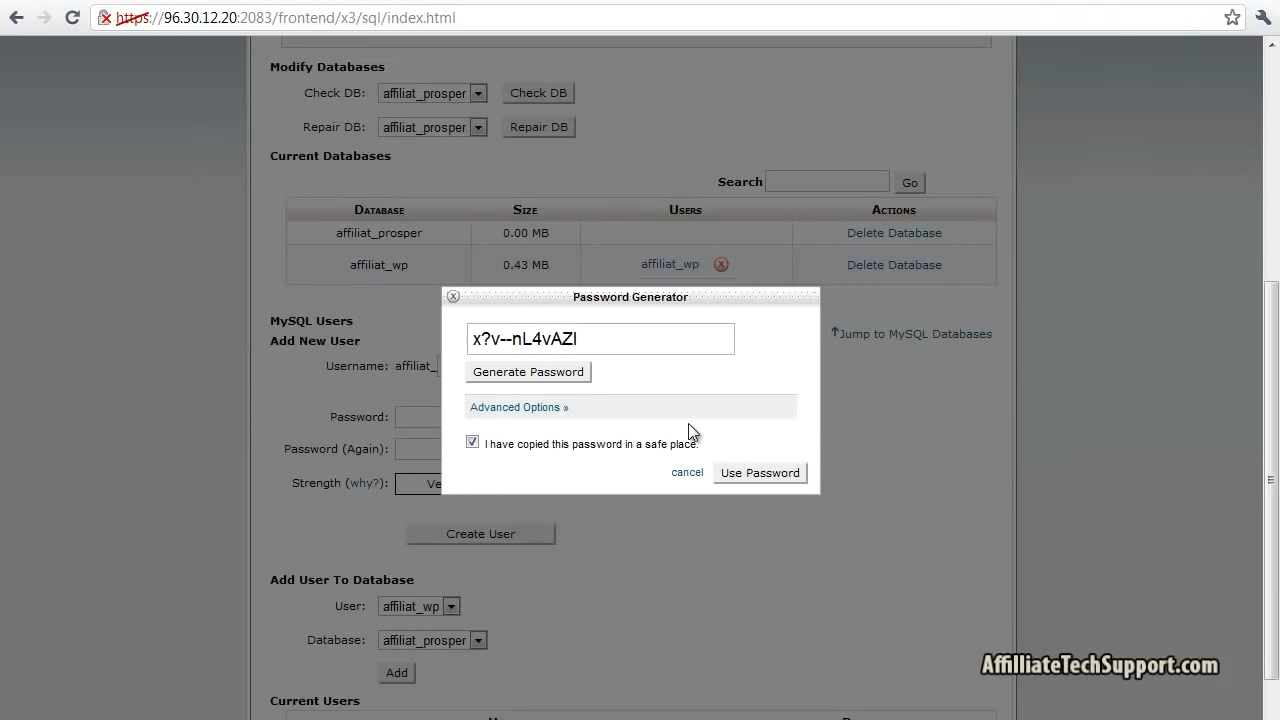 https://96.30.12.20:2083/frontend/x3/sql/index.html
Modify Databases
Check DB: affiliat_prosper Check DB
Repair DB: affiliat_prosper Repair DB
Current Databases
Search Go
Database Size Users Actions
affiliat_prosper 0.00 MB Delete Database
affiliat_wp 0.43 MB affiliat_wp Delete Database
Password Generator
x?v--nL4vAZI
Generate Password
Advanced Options »
I have copied this password in a safe place.
cancel Use Password
MySQL Users
Jump to MySQL Databases
Add New User
Username: affiliat_
Password:
Password (Again):
Strength (why?): Ve
Create User
Add User To Database
User: affiliat_wp
Database: affiliat_prosper
Add
AffiliateTechSupport.com
Current Users